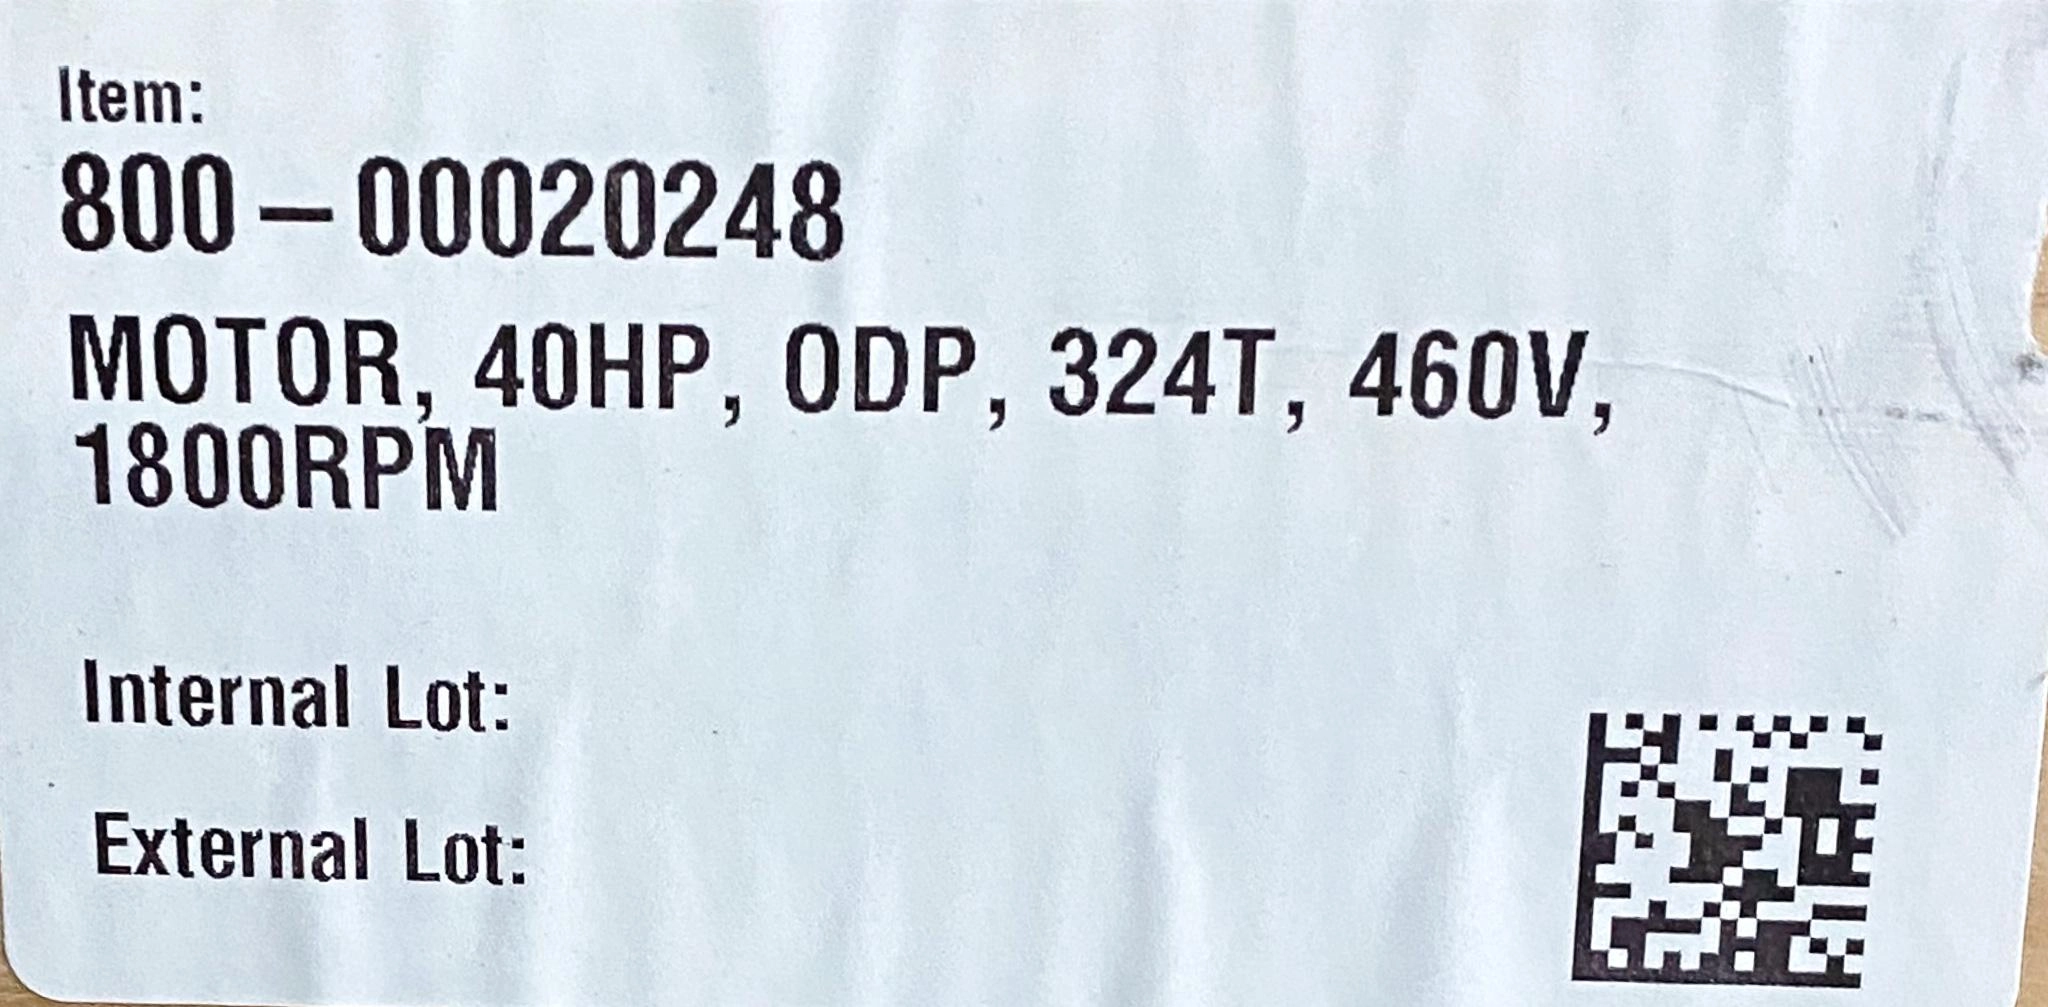 Item:
800-00020248
MOTOR, 40HP, ODP, 324T, 460V,
1800RPM
Internal Lot:
External Lot: